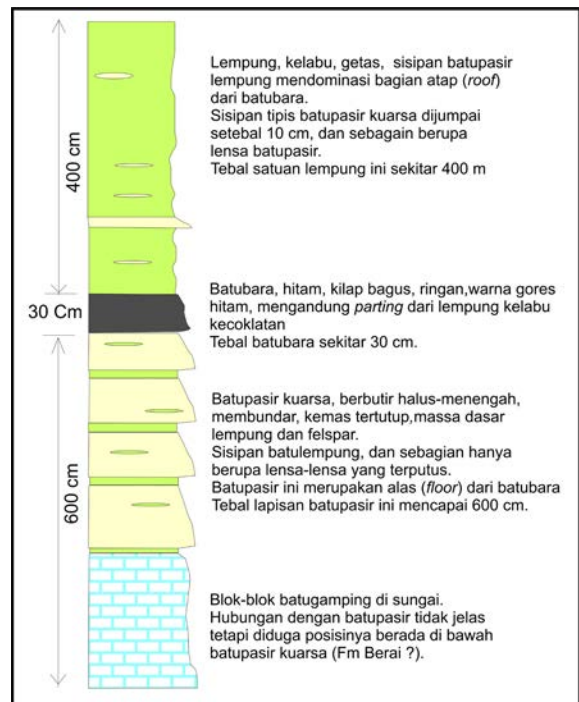 Lempung, kelabu, getas, sisipan batupasir
lempung mendominasi bagian atap (roof)
dari batubara.
Sisipan tipis batupasir kuarsa dijumpai
setebal 10 cm, dan sebagain berupa
lensa batupasir.
Tebal satuan lempung ini sekitar 400 m
400 cm
Batubara, hitam, kilap bagus, ringan,warna gores
hitam, mengandung parting dari lempung kelabu
kecoklatan
Tebal batubara sekitar 30 cm.
30 Cm
Batupasir kuarsa, berbutir halus-menengah,
membundar, kemas tertutup,massa dasar
lempung dan felspar.
Sisipan batulempung, dan sebagian hanya
berupa lensa-lensa yang terputus.
Batupasir ini merupakan alas (floor) dari batubara
Tebal lapisan batupasir ini mencapai 600 cm.
600 cm
Blok-blok batugamping di sungai.
Hubungan dengan batupasir tidak jelas
tetapi diduga posisinya berada di bawah
batupasir kuarsa (Fm Berai ?).